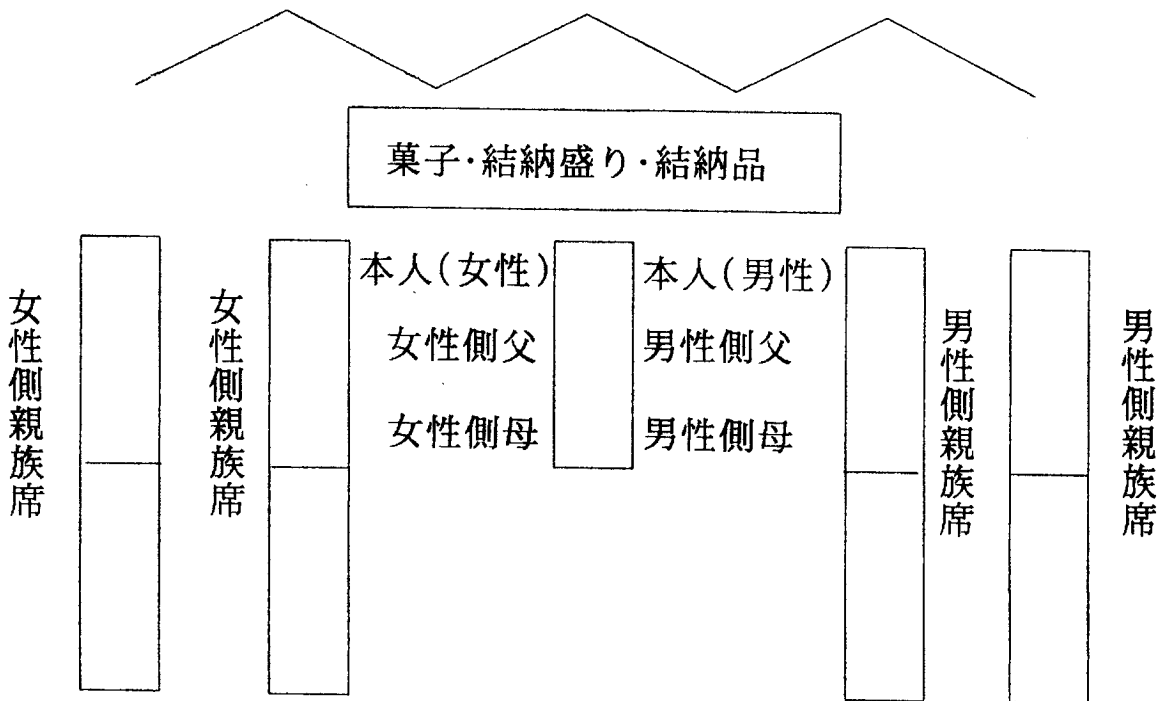 菓子・結納盛り・結納品
本人(女性)
本人(男性)
女性側父
男性側父
女性側母
男性側母
女性側親族席
女性側親族席
男性側親族席
男性側親族席